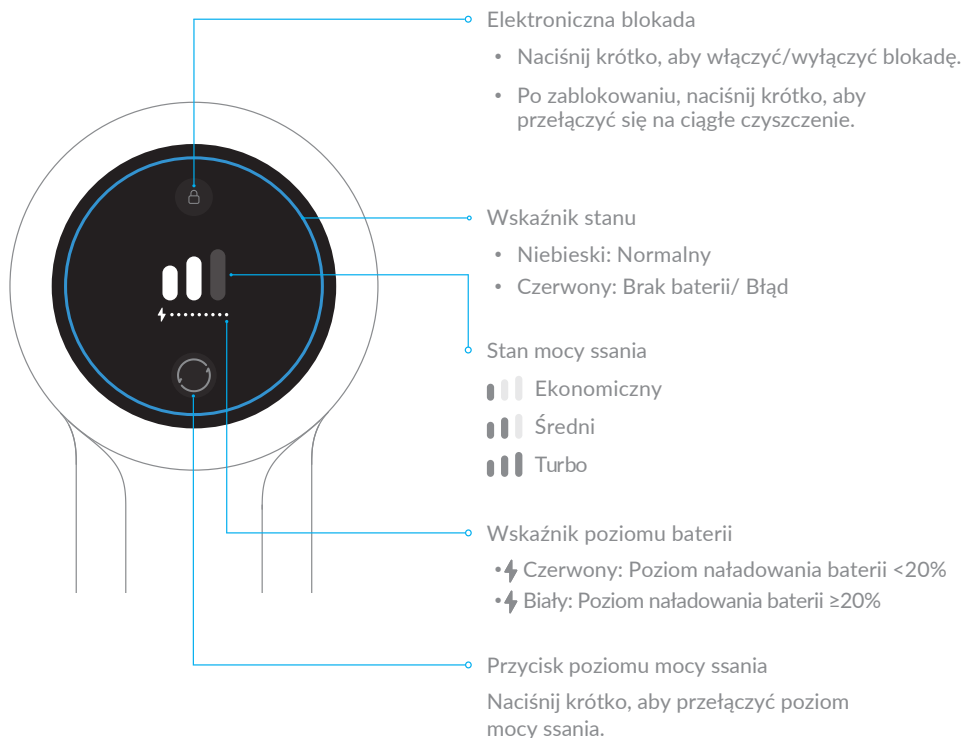 Elektroniczna blokada
• Naciśnij krótko, aby włączyć/wyłączyć blokadę.
• Po zablokowaniu, naciśnij krótko, aby
przełączyć się na ciągłe czyszczenie.
Wskaźnik stanu
• Niebieski: Normalny
• Czerwony: Brak baterii/ Błąd
Stan mocy ssania
Ekonomiczny
Średni
Turbo
Wskaźnik poziomu baterii
• Czerwony: Poziom naładowania baterii <20%
• Biały: Poziom naładowania baterii ≥20%
Przycisk poziomu mocy ssania
Naciśnij krótko, aby przełączyć poziom
mocy ssania.